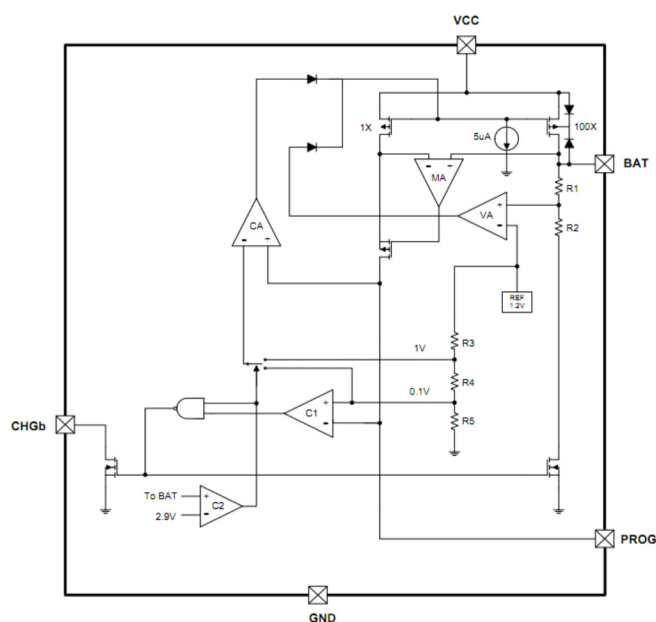 VCC
1X
5uA
100X
BAT
MA
R1
VA
R2
CA
REF
1.2V
1V
R3
R4
0.1V
C1
R5
CHGb
To BAT
2.9V
C2
PROG
GND